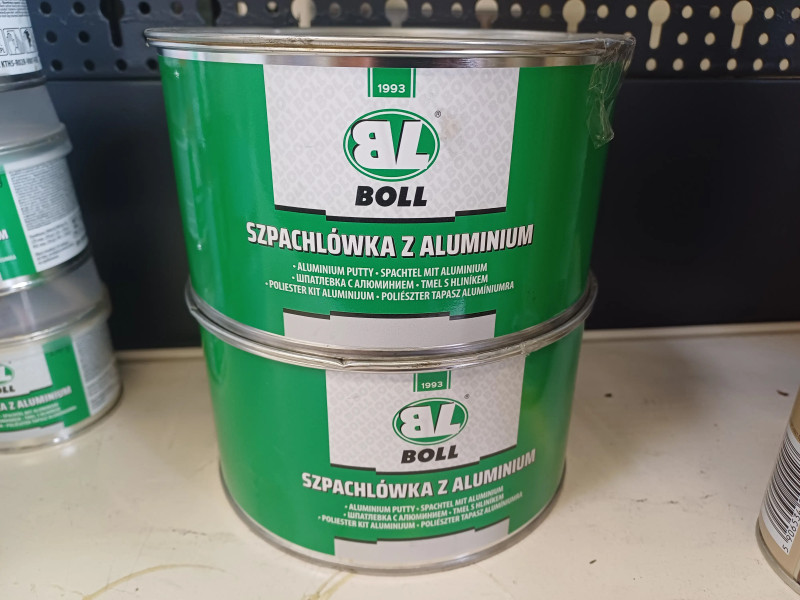 1993
BL®
BOLL
SZPACHLÓWKA Z ALUMINIUM
• ALUMINIUM PUTTY • SPACHTEL MIT ALUMINIUM
• ШПАТЛЕВКА С АЛЮМИНИЕМ • TMEL S HLINÍKEM
• POLIESTER KIT ALUMINIJUM • POLIÉSZTER TAPASZ ALUMÍNIUMRA
1993
BL
BOLL
SZPACHLÓWKA Z ALUMINIUM
• ALUMINIUM PUTTY • SPACHTEL MIT ALUMINIUM
• ШПАТЛЕВКА С АЛЮМИНИЕМ • TMEL S HLINÍKEM
• POLIESTER KIT ALUMINIJUM • POLIÉSZTER TAPASZ ALUMÍNIUMRA
BOLL
Z ALUMINIUM